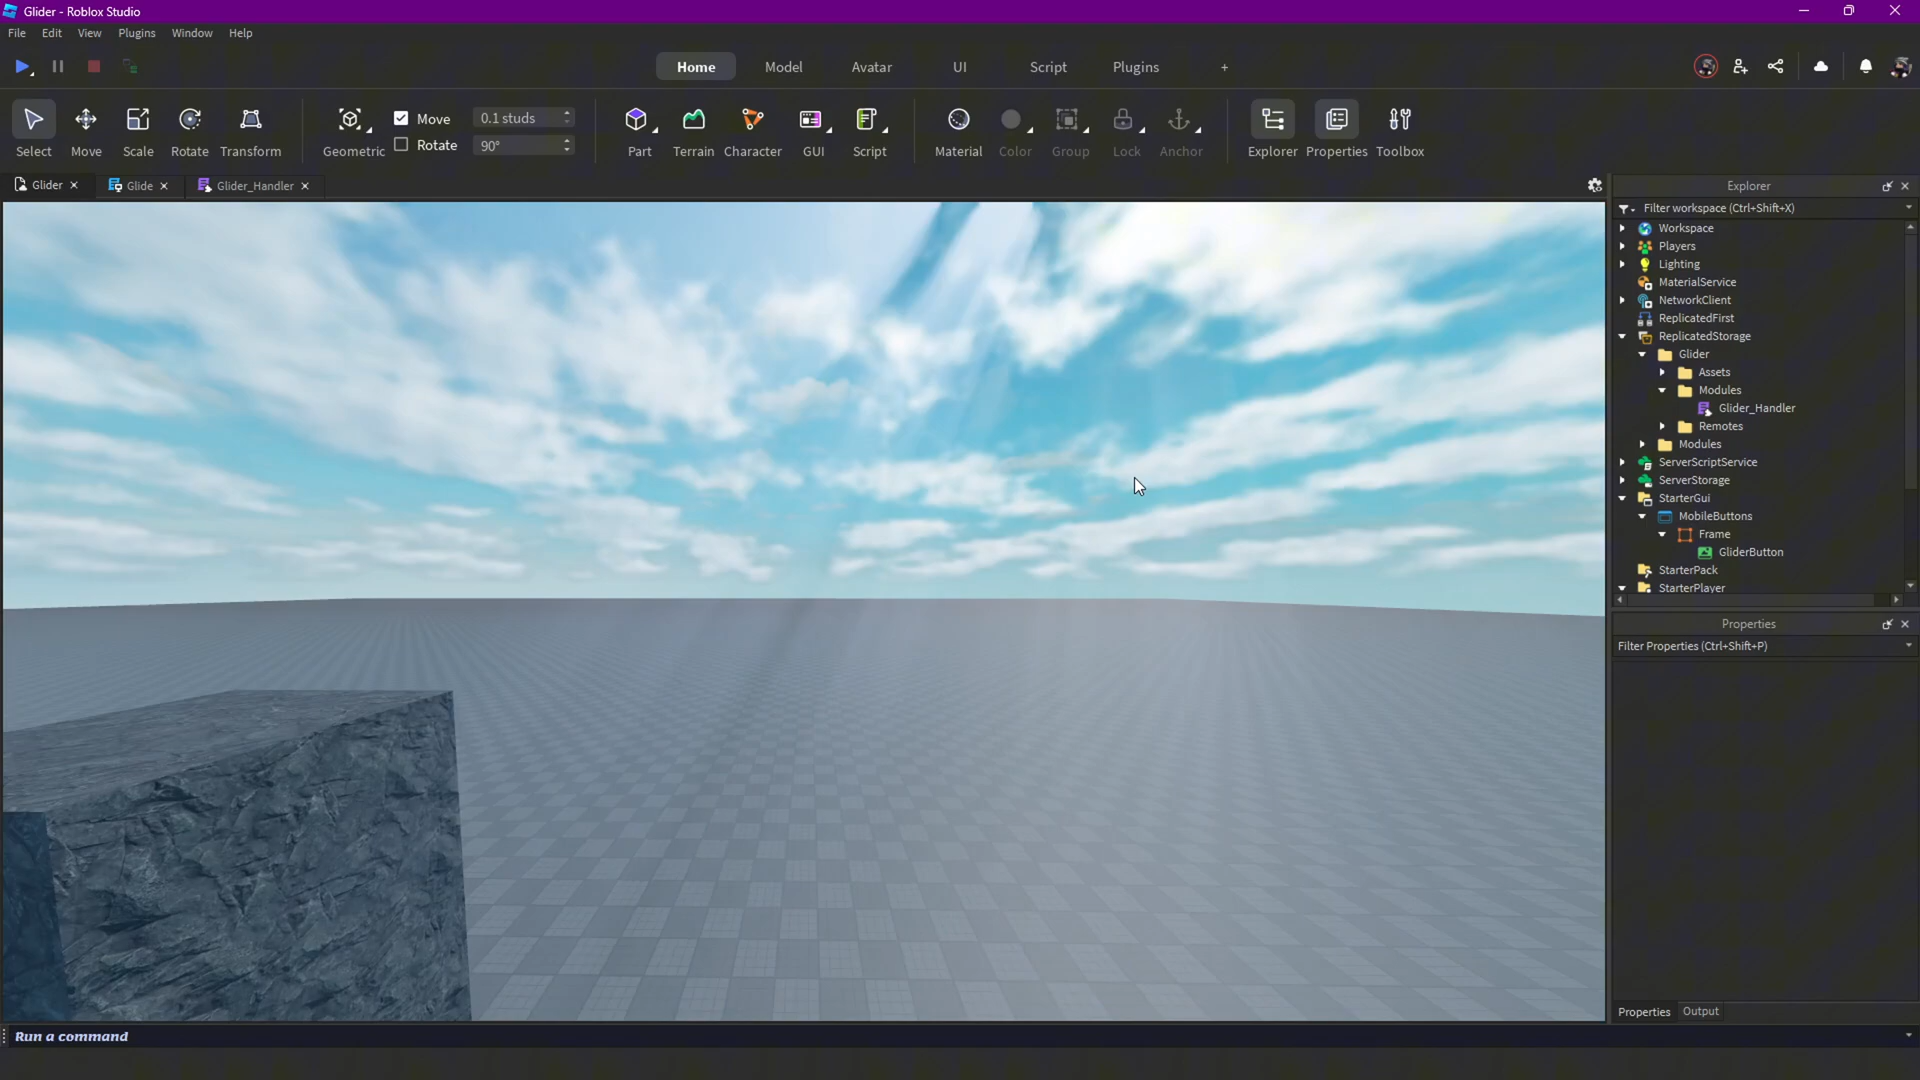 Glider - Roblox Studio
File Edit View Plugins Window Help
Home Model Avatar UI Script Plugins +
Select Move Scale Rotate Transform
Geometric
Move 0.1 studs
Rotate 90°
Part Terrain Character GUI Script
Material Color Group Lock Anchor
Explorer Properties Toolbox
Glider Glide Glider_Handler
Explorer
Filter workspace (Ctrl+Shift+X)
Workspace
Players
Lighting
MaterialService
NetworkClient
ReplicatedFirst
ReplicatedStorage
Glider
Assets
Modules
Glider_Handler
Remotes
Modules
ServerScriptService
ServerStorage
StarterGui
MobileButtons
Frame
GliderButton
StarterPack
StarterPlayer
Properties
Filter Properties (Ctrl+Shift+P)
Properties Output
Run a command